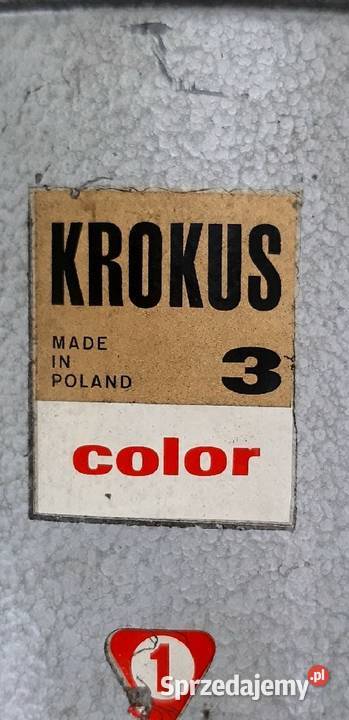 KROKUS
MADE
IN
POLAND
3
color
1
Sprzedajemy.pl